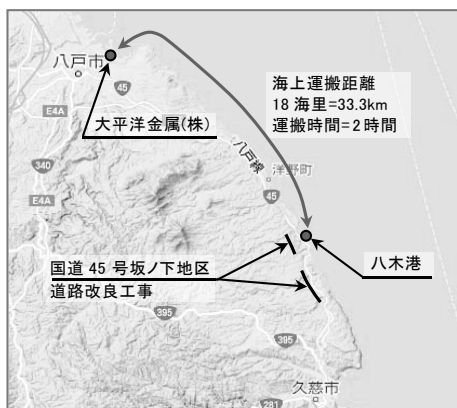 八戸市
海上運搬距離
18 海里=33.3km
運搬時間=2時間
E4A
45
大平洋金属(株)
340
八戸線
洋野町
E4A
45
八木港
国道 45 号坂ノ下地区
道路改良工事
395
395
久慈市
281